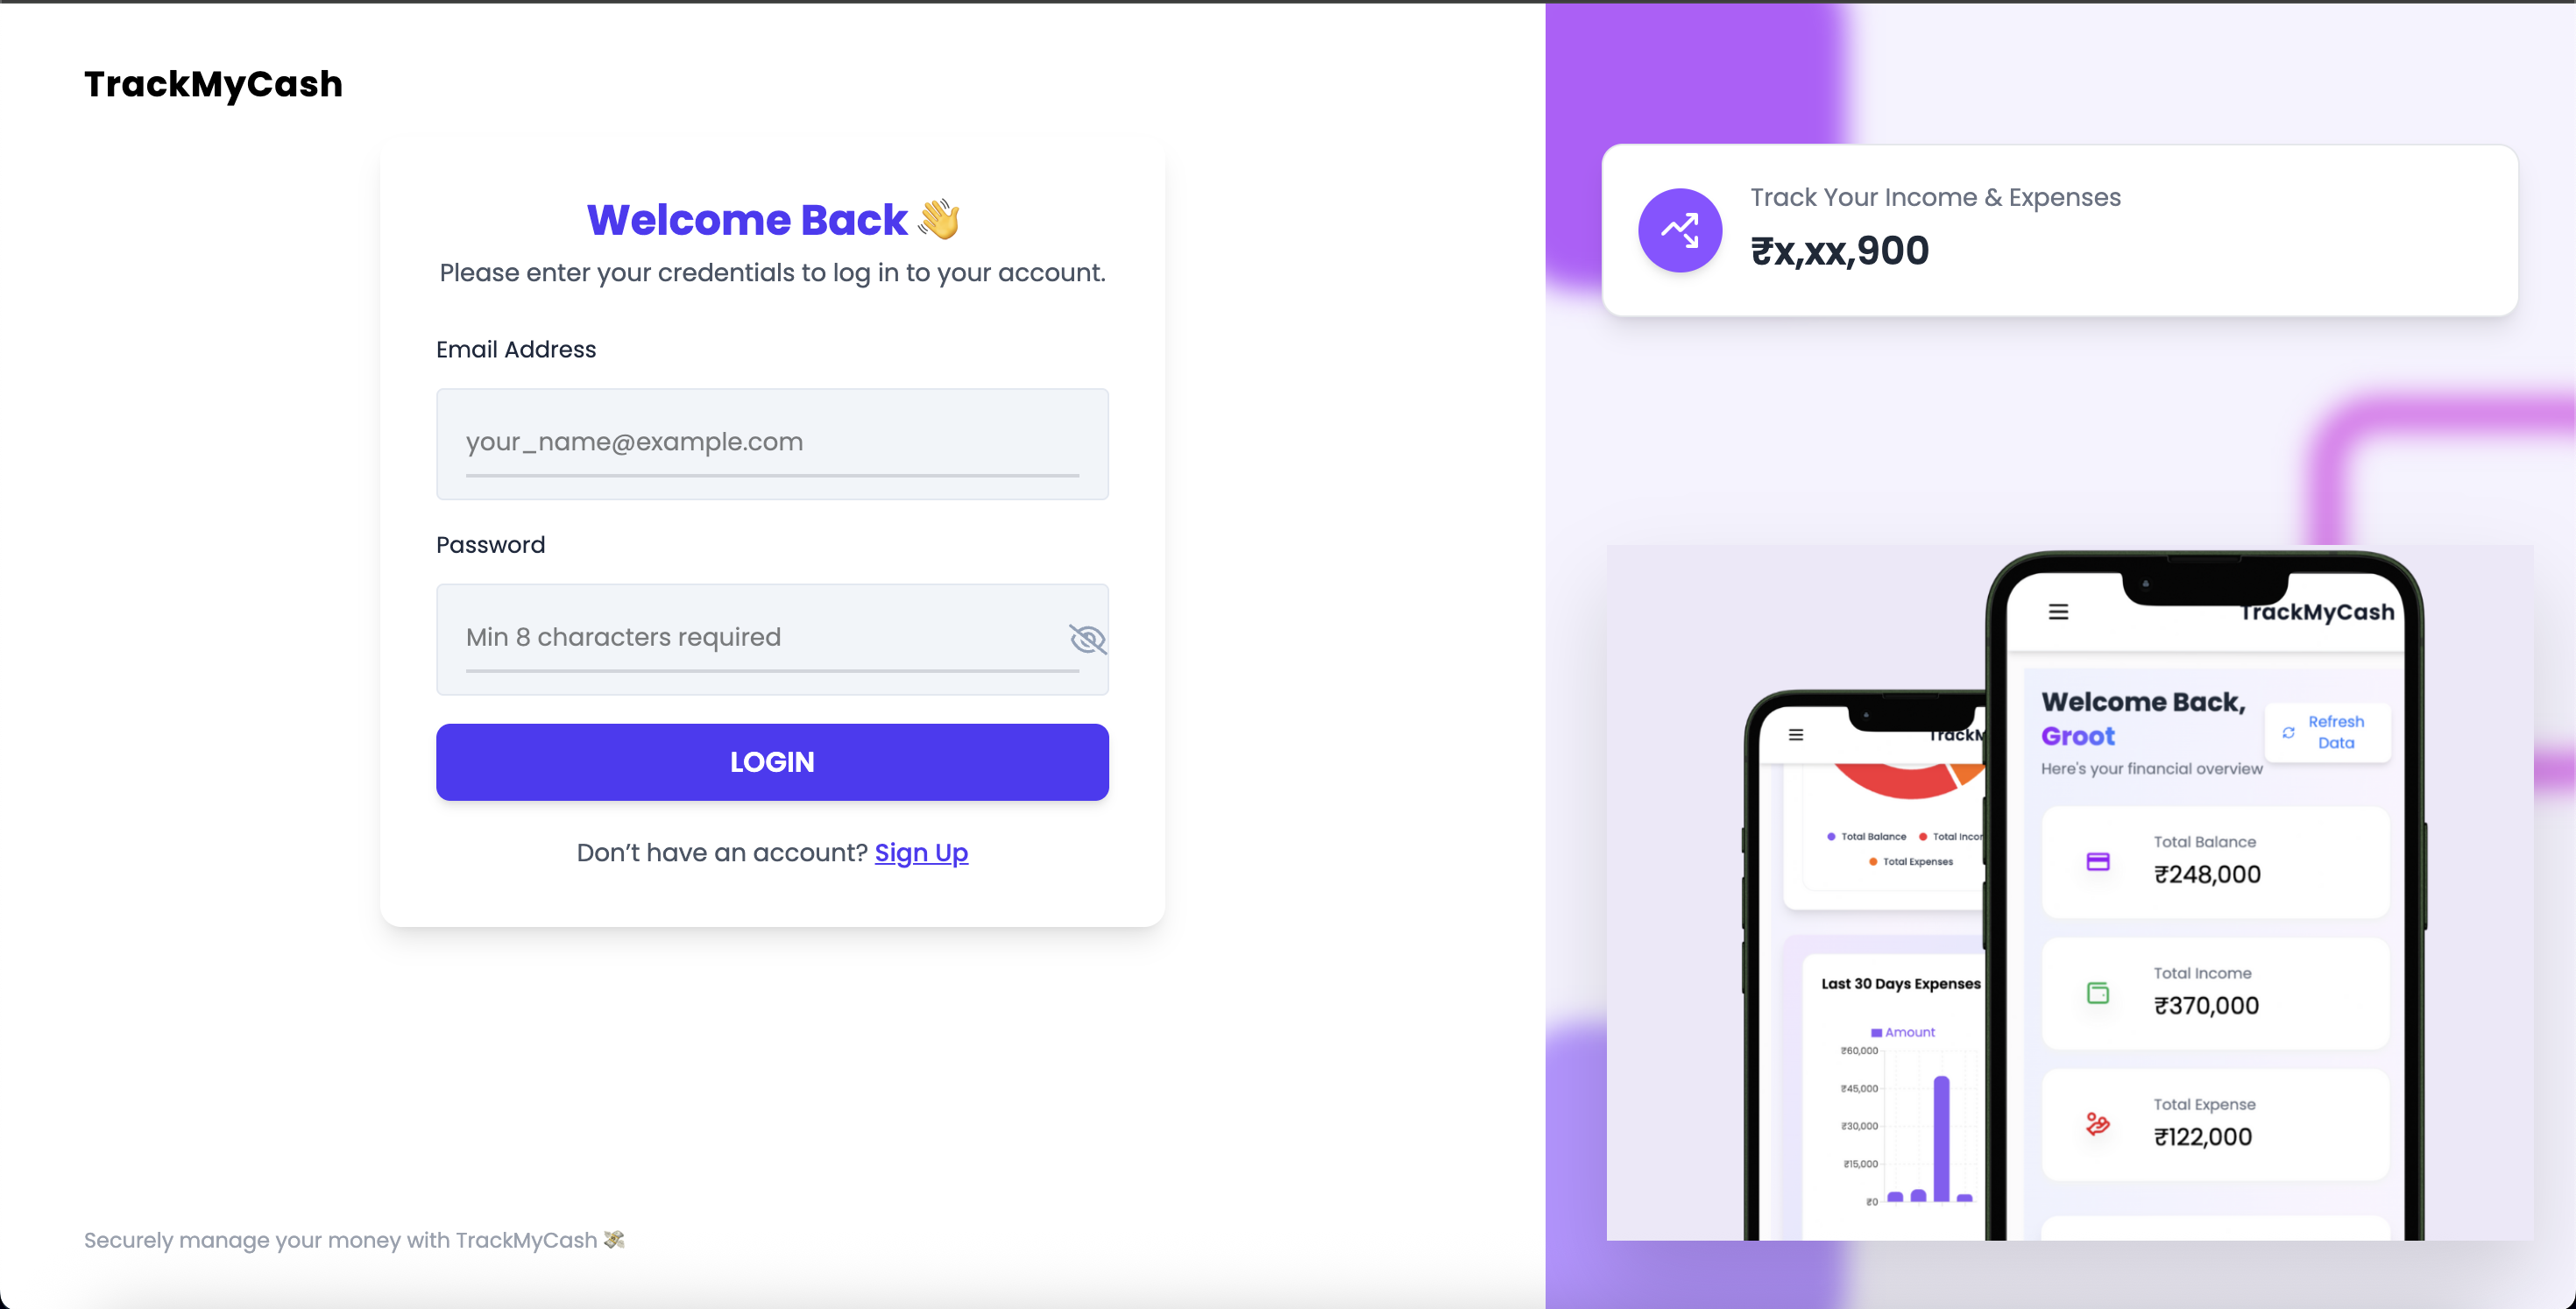 TrackMyCash
Welcome Back 👋
Please enter your credentials to log in to your account.
Email Address
your_name@example.com
Password
Min 8 characters required
LOGIN
Don’t have an account? Sign Up
Securely manage your money with TrackMyCash 💸
Track Your Income & Expenses
₹x,xx,900
TrackM
Total Balance
Total Incor
Total Expenses
Last 30 Days Expenses
Amount
₹60,000
₹45,000
₹30,000
₹15,000
₹0
TrackMyCash
Welcome Back,
Groot
Refresh
Data
Here's your financial overview
Total Balance
₹248,000
Total Income
₹370,000
Total Expense
₹122,000